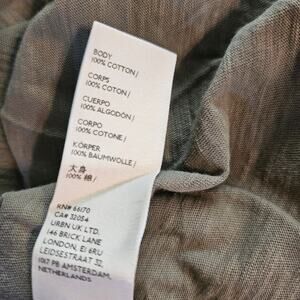 BODY
100% COTTON/
CORPS
100% COTON/
CUERPO
100% ALGODÓN/
CORPO
100% COTONE/
KÖRPER
100% BAUMWOLLE/
大身
100% 棉/
RN# 66170
CA# 32054
URBN UK LTD.
146 BRICK LANE
LONDON, E1 6RU
LEIDSESTRAAT 32
1017 PB AMSTERDAM,
NETHERLANDS